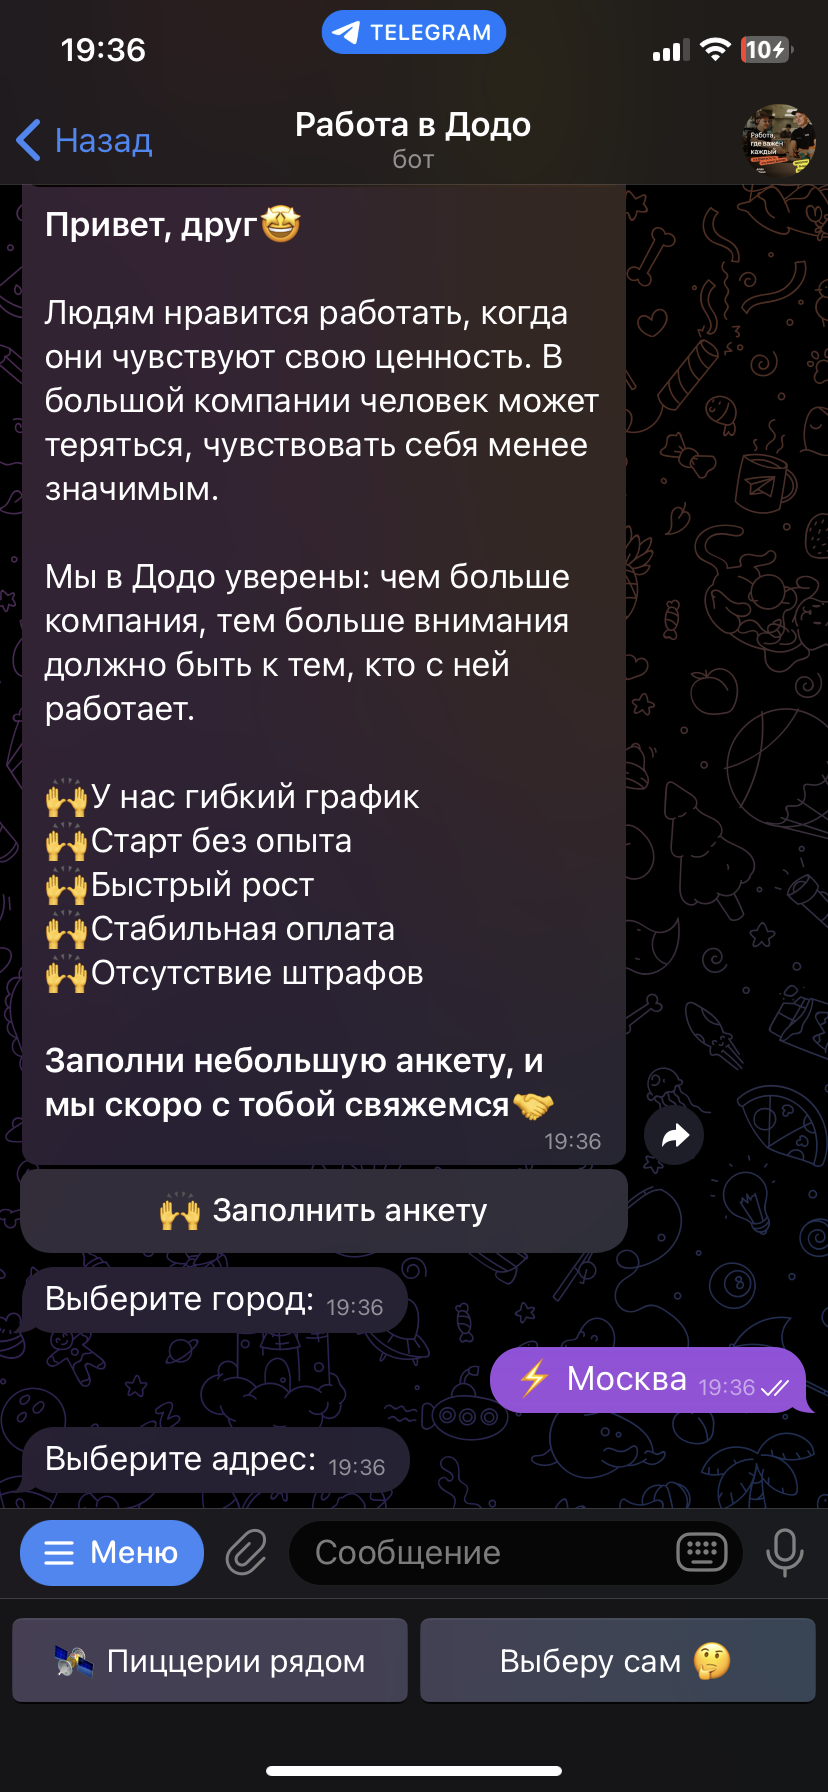 19:36
TELEGRAM
10
Назад
Работа в Додо
бот
Работа,
где важен
каждый
Привет, друг🤩
Людям нравится работать, когда
они чувствуют свою ценность. В
большой компании человек может
теряться, чувствовать себя менее
значимым.
Мы в Додо уверены: чем больше
компания, тем больше внимания
должно быть к тем, кто с ней
работает.
🙌У нас гибкий график
🙌Старт без опыта
🙌Быстрый рост
🙌Стабильная оплата
🙌Отсутствие штрафов
Заполни небольшую анкету, и
мы скоро с тобой свяжемся🤝
19:36
🙌 Заполнить анкету
Выберите город: 19:36
⚡ Москва 19:36
Выберите адрес: 19:36
Меню
Сообщение
🛰 Пиццерии рядом
Выберу сам 🤔